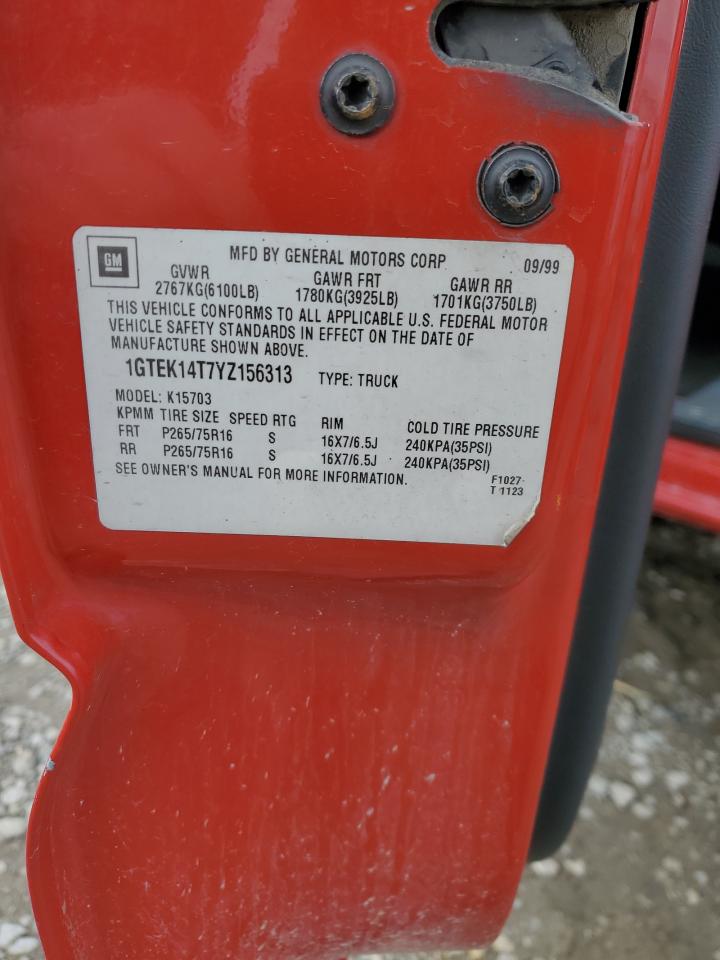 GM
MFD BY GENERAL MOTORS CORP 09/99
GVWR GAWR FRT GAWR RR
2767KG(6100LB) 1780KG(3925LB) 1701KG(3750LB)
THIS VEHICLE CONFORMS TO ALL APPLICABLE U.S. FEDERAL MOTOR
VEHICLE SAFETY STANDARDS IN EFFECT ON THE DATE OF
MANUFACTURE SHOWN ABOVE.
1GTEK14T7YZ156313 TYPE: TRUCK
MODEL: K15703
KPMM TIRE SIZE SPEED RTG RIM COLD TIRE PRESSURE
FRT P265/75R16 S 16X7/6.5J 240KPA(35PSI)
RR P265/75R16 S 16X7/6.5J 240KPA(35PSI)
SEE OWNER'S MANUAL FOR MORE INFORMATION.
F1027
T 1123